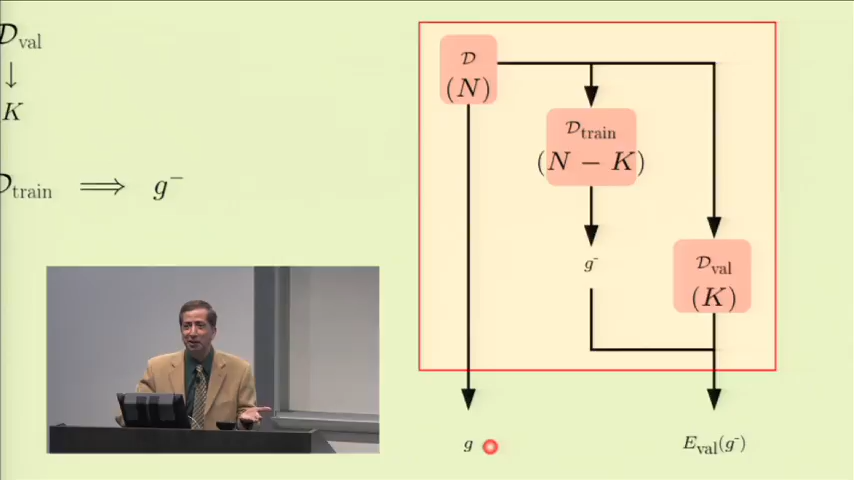 𝒟val
↓
K
𝒟train ⟹ g⁻
𝒟
(N)
𝒟train
(N − K)
g⁻
𝒟val
(K)
g
Eval(g⁻)